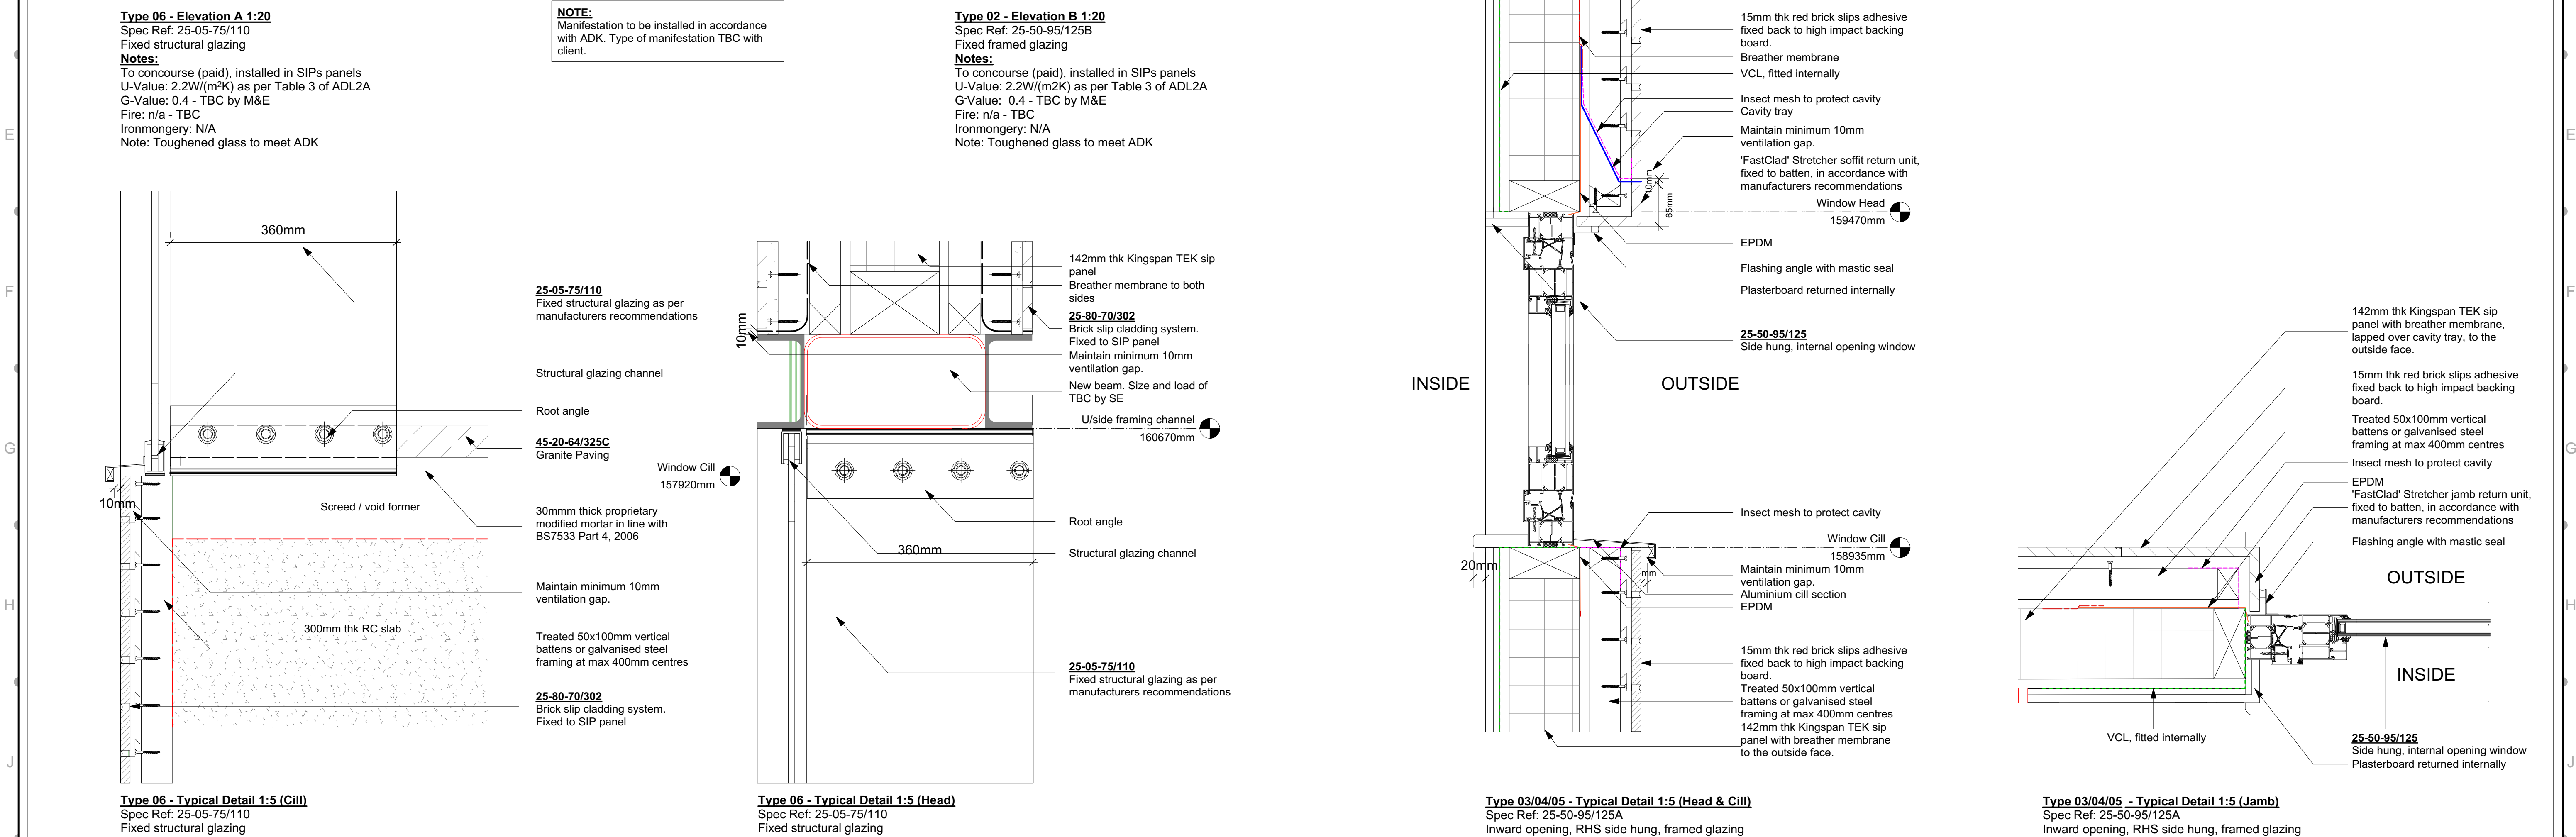 Type 06 - Elevation A 1:20
Spec Ref: 25-05-75/110
Fixed structural glazing
Notes:
To concourse (paid), installed in SIPs panels
U-Value: 2.2W/(m²K) as per Table 3 of ADL2A
G-Value: 0.4 - TBC by M&E
Fire: n/a - TBC
Ironmongery: N/A
Note: Toughened glass to meet ADK
NOTE:
Manifestation to be installed in accordance
with ADK. Type of manifestation TBC with
client.
Type 02 - Elevation B 1:20
Spec Ref: 25-50-95/125B
Fixed framed glazing
Notes:
To concourse (paid), installed in SIPs panels
U-Value: 2.2W/(m2K) as per Table 3 of ADL2A
G-Value: 0.4 - TBC by M&E
Fire: n/a - TBC
Ironmongery: N/A
Note: Toughened glass to meet ADK
E
F
G
H
J
360mm
25-05-75/110
Fixed structural glazing as per
manufacturers recommendations
Structural glazing channel
Root angle
45-20-64/325C
Granite Paving
Window Cill
157920mm
10mm
Screed / void former
30mmm thick proprietary
modified mortar in line with
BS7533 Part 4, 2006
Maintain minimum 10mm
ventilation gap.
300mm thk RC slab
Treated 50x100mm vertical
battens or galvanised steel
framing at max 400mm centres
25-80-70/302
Brick slip cladding system.
Fixed to SIP panel
Type 06 - Typical Detail 1:5 (Cill)
Spec Ref: 25-05-75/110
Fixed structural glazing
142mm thk Kingspan TEK sip
panel
Breather membrane to both
sides
25-80-70/302
Brick slip cladding system.
Fixed to SIP panel
Maintain minimum 10mm
ventilation gap.
10mm
New beam. Size and load of
TBC by SE
U/side framing channel
160670mm
Root angle
Structural glazing channel
360mm
25-05-75/110
Fixed structural glazing as per
manufacturers recommendations
Type 06 - Typical Detail 1:5 (Head)
Spec Ref: 25-05-75/110
Fixed structural glazing
15mm thk red brick slips adhesive
fixed back to high impact backing
board.
Breather membrane
VCL, fitted internally
Insect mesh to protect cavity
Cavity tray
Maintain minimum 10mm
ventilation gap.
'FastClad' Stretcher soffit return unit,
fixed to batten, in accordance with
manufacturers recommendations
10mm
65mm
Window Head
159470mm
EPDM
Flashing angle with mastic seal
Plasterboard returned internally
25-50-95/125
Side hung, internal opening window
INSIDE
OUTSIDE
Insect mesh to protect cavity
Window Cill
158935mm
20mm
mm
Maintain minimum 10mm
ventilation gap.
Aluminium cill section
EPDM
15mm thk red brick slips adhesive
fixed back to high impact backing
board.
Treated 50x100mm vertical
battens or galvanised steel
framing at max 400mm centres
142mm thk Kingspan TEK sip
panel with breather membrane
to the outside face.
Type 03/04/05 - Typical Detail 1:5 (Head & Cill)
Spec Ref: 25-50-95/125A
Inward opening, RHS side hung, framed glazing
142mm thk Kingspan TEK sip
panel with breather membrane,
lapped over cavity tray, to the
outside face.
15mm thk red brick slips adhesive
fixed back to high impact backing
board.
Treated 50x100mm vertical
battens or galvanised steel
framing at max 400mm centres
Insect mesh to protect cavity
EPDM
'FastClad' Stretcher jamb return unit,
fixed to batten, in accordance with
manufacturers recommendations
Flashing angle with mastic seal
OUTSIDE
INSIDE
VCL, fitted internally
25-50-95/125
Side hung, internal opening window
Plasterboard returned internally
Type 03/04/05 - Typical Detail 1:5 (Jamb)
Spec Ref: 25-50-95/125A
Inward opening, RHS side hung, framed glazing
E
F
G
H
J